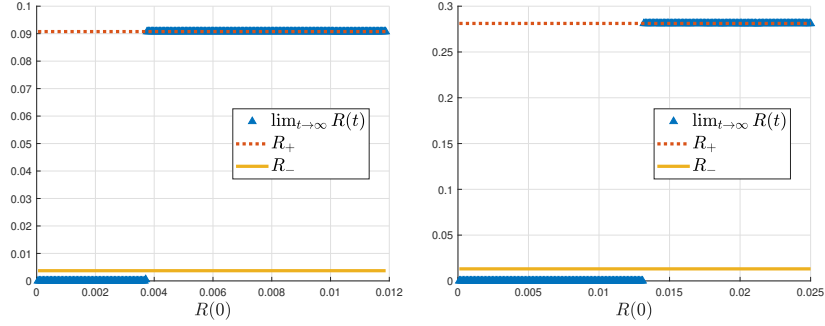 0.1
0.09
0.08
0.07
0.06
0.05
0.04
0.03
0.02
0.01
0
0 0.002 0.004 0.006 0.008 0.01 0.012
R(0)
lim_{t→∞} R(t)
R_+
R_−
0.3
0.25
0.2
0.15
0.1
0.05
0
0 0.005 0.01 0.015 0.02 0.025
R(0)
lim_{t→∞} R(t)
R_+
R_−